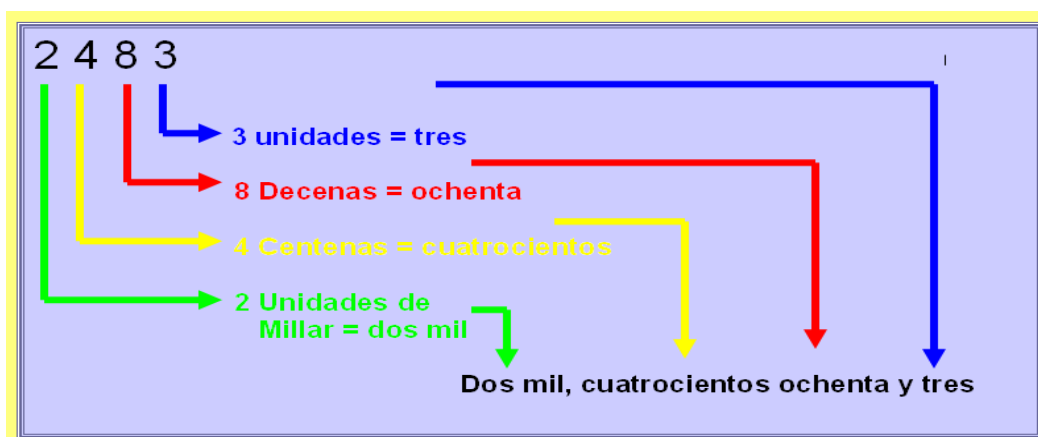 2 4 8 3
3 unidades = tres
8 Decenas = ochenta
4 Centenas = cuatrocientos
2 Unidades de
Millar = dos mil
Dos mil, cuatrocientos ochenta y tres